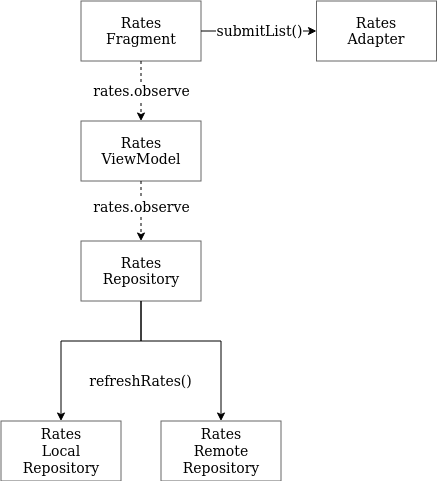 Rates
Fragment
submitList()
Rates
Adapter
rates.observe
Rates
ViewModel
rates.observe
Rates
Repository
refreshRates()
Rates
Local
Repository
Rates
Remote
Repository